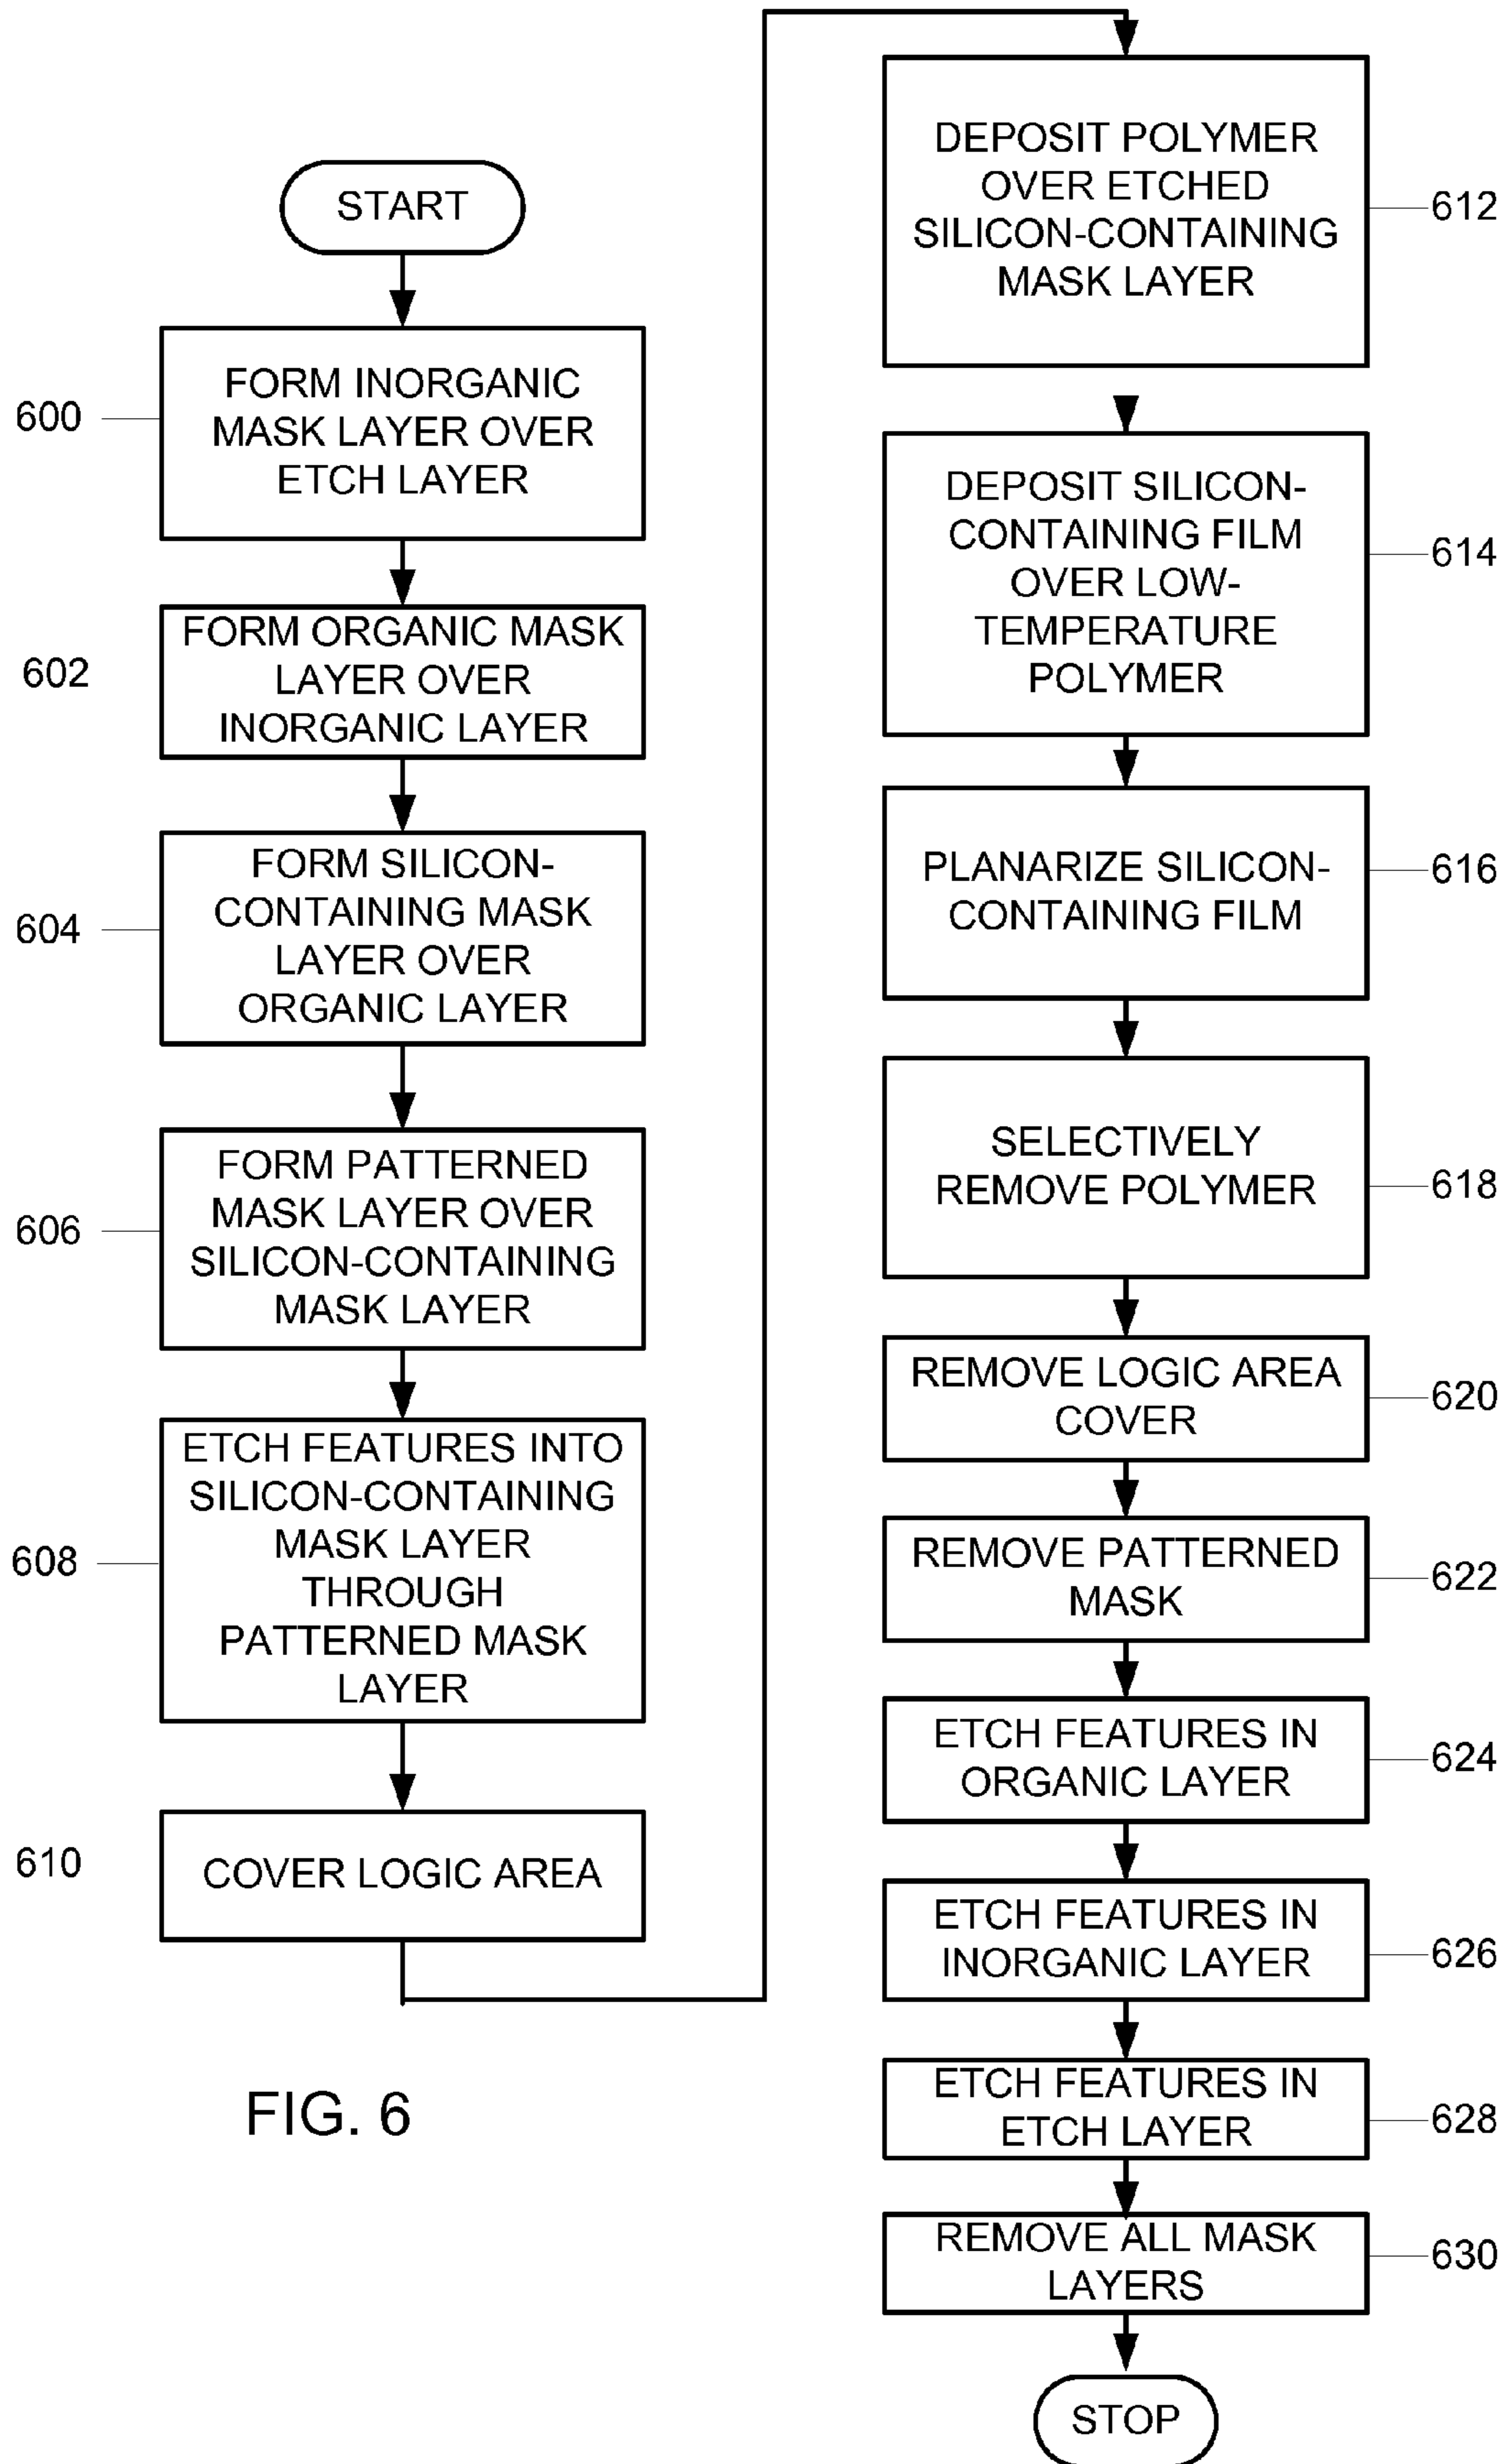 START
600
FORM INORGANIC
MASK LAYER OVER
ETCH LAYER
602
FORM ORGANIC MASK
LAYER OVER
INORGANIC LAYER
604
FORM SILICON-
CONTAINING MASK
LAYER OVER
ORGANIC LAYER
606
FORM PATTERNED
MASK LAYER OVER
SILICON-CONTAINING
MASK LAYER
608
ETCH FEATURES INTO
SILICON-CONTAINING
MASK LAYER
THROUGH
PATTERNED MASK
LAYER
610
COVER LOGIC AREA
DEPOSIT POLYMER
OVER ETCHED
SILICON-CONTAINING
MASK LAYER
612
DEPOSIT SILICON-
CONTAINING FILM
OVER LOW-
TEMPERATURE
POLYMER
614
PLANARIZE SILICON-
CONTAINING FILM
616
SELECTIVELY
REMOVE POLYMER
618
REMOVE LOGIC AREA
COVER
620
REMOVE PATTERNED
MASK
622
ETCH FEATURES IN
ORGANIC LAYER
624
ETCH FEATURES IN
INORGANIC LAYER
626
ETCH FEATURES IN
ETCH LAYER
628
REMOVE ALL MASK
LAYERS
630
STOP
FIG. 6